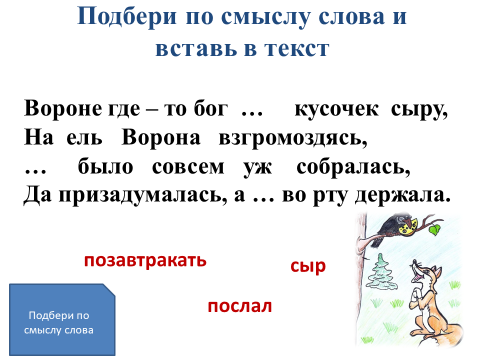 Подбери по смыслу слова и
вставь в текст
Вороне где – то бог … кусочек сыру,
На ель Ворона взгромоздясь,
… было совсем уж собралась,
Да призадумалась, а … во рту держала.
позавтракать
сыр
послал
Подбери по
смыслу слова